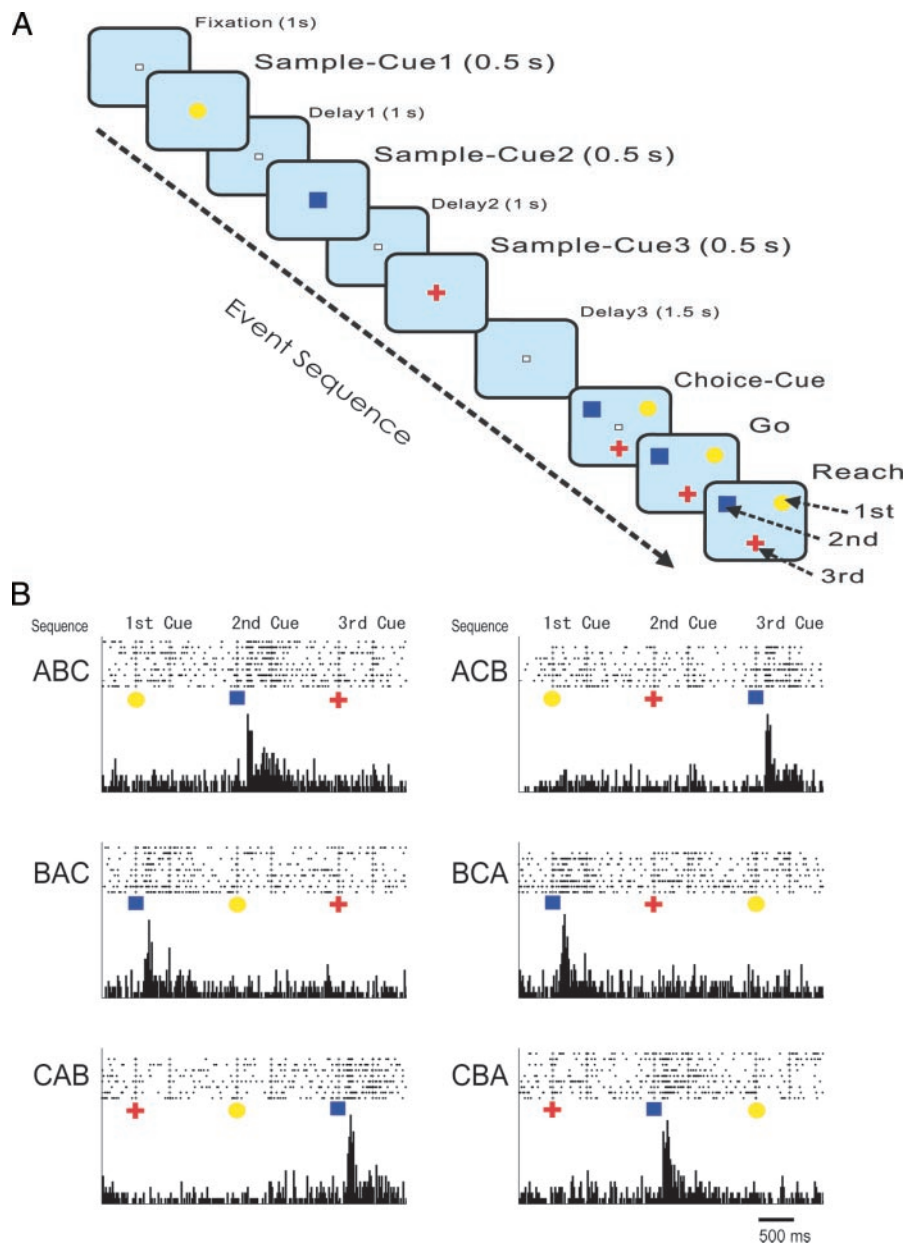 A
Fixation (1s)
Sample-Cue1 (0.5 s)
Delay1 (1 s)
Sample-Cue2 (0.5 s)
Delay2 (1 s)
Sample-Cue3 (0.5 s)
Delay3 (1.5 s)
Event Sequence
Choice-Cue
Go
Reach
1st
2nd
3rd
B
Sequence 1st Cue 2nd Cue 3rd Cue
ABC
Sequence 1st Cue 2nd Cue 3rd Cue
ACB
BAC
BCA
CAB
CBA
500 ms